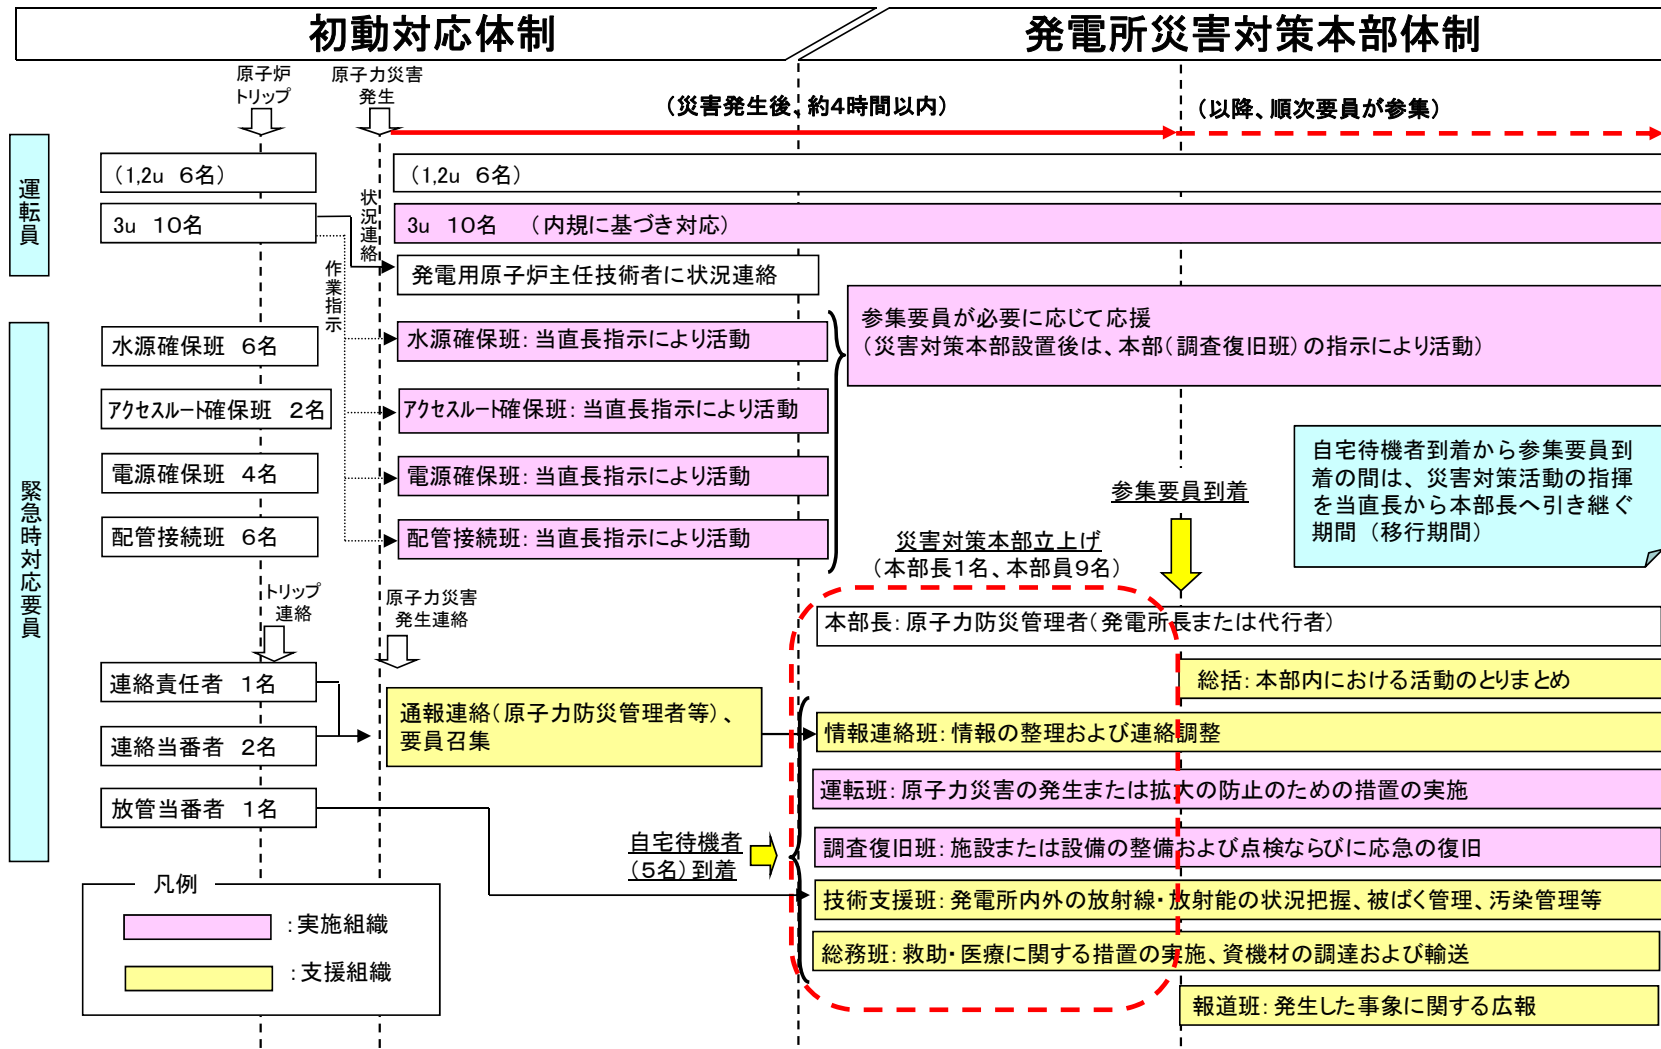 初動対応体制
発電所災害対策本部体制
原子炉
トリップ
原子力災害
発生
(災害発生後、約4時間以内)
(以降、順次要員が参集)
運転員
(1,2u 6名)
(1,2u 6名)
3u 10名
状況連絡
3u 10名 (内規に基づき対応)
作業指示
発電用原子炉主任技術者に状況連絡
緊急時対応要員
水源確保班 6名
水源確保班:当直長指示により活動
参集要員が必要に応じて応援
(災害対策本部設置後は、本部(調査復旧班)の指示により活動)
アクセスルート確保班 2名
アクセスルート確保班:当直長指示により活動
電源確保班 4名
電源確保班:当直長指示により活動
配管接続班 6名
配管接続班:当直長指示により活動
自宅待機者到着から参集要員到
着の間は、災害対策活動の指揮
を当直長から本部長へ引き継ぐ
期間(移行期間)
参集要員到着
災害対策本部立上げ
(本部長1名、本部員9名)
トリップ
連絡
原子力災害
発生連絡
本部長:原子力防災管理者(発電所長または代行者)
連絡責任者 1名
総括:本部内における活動のとりまとめ
通報連絡(原子力防災管理者等)、
要員召集
連絡当番者 2名
情報連絡班:情報の整理および連絡調整
放管当番者 1名
運転班:原子力災害の発生または拡大の防止のための措置の実施
自宅待機者
(5名)到着
調査復旧班:施設または設備の整備および点検ならびに応急の復旧
技術支援班:発電所内外の放射線・放射能の状況把握、被ばく管理、汚染管理等
総務班:救助・医療に関する措置の実施、資機材の調達および輸送
報道班:発生した事象に関する広報
凡例
:実施組織
:支援組織